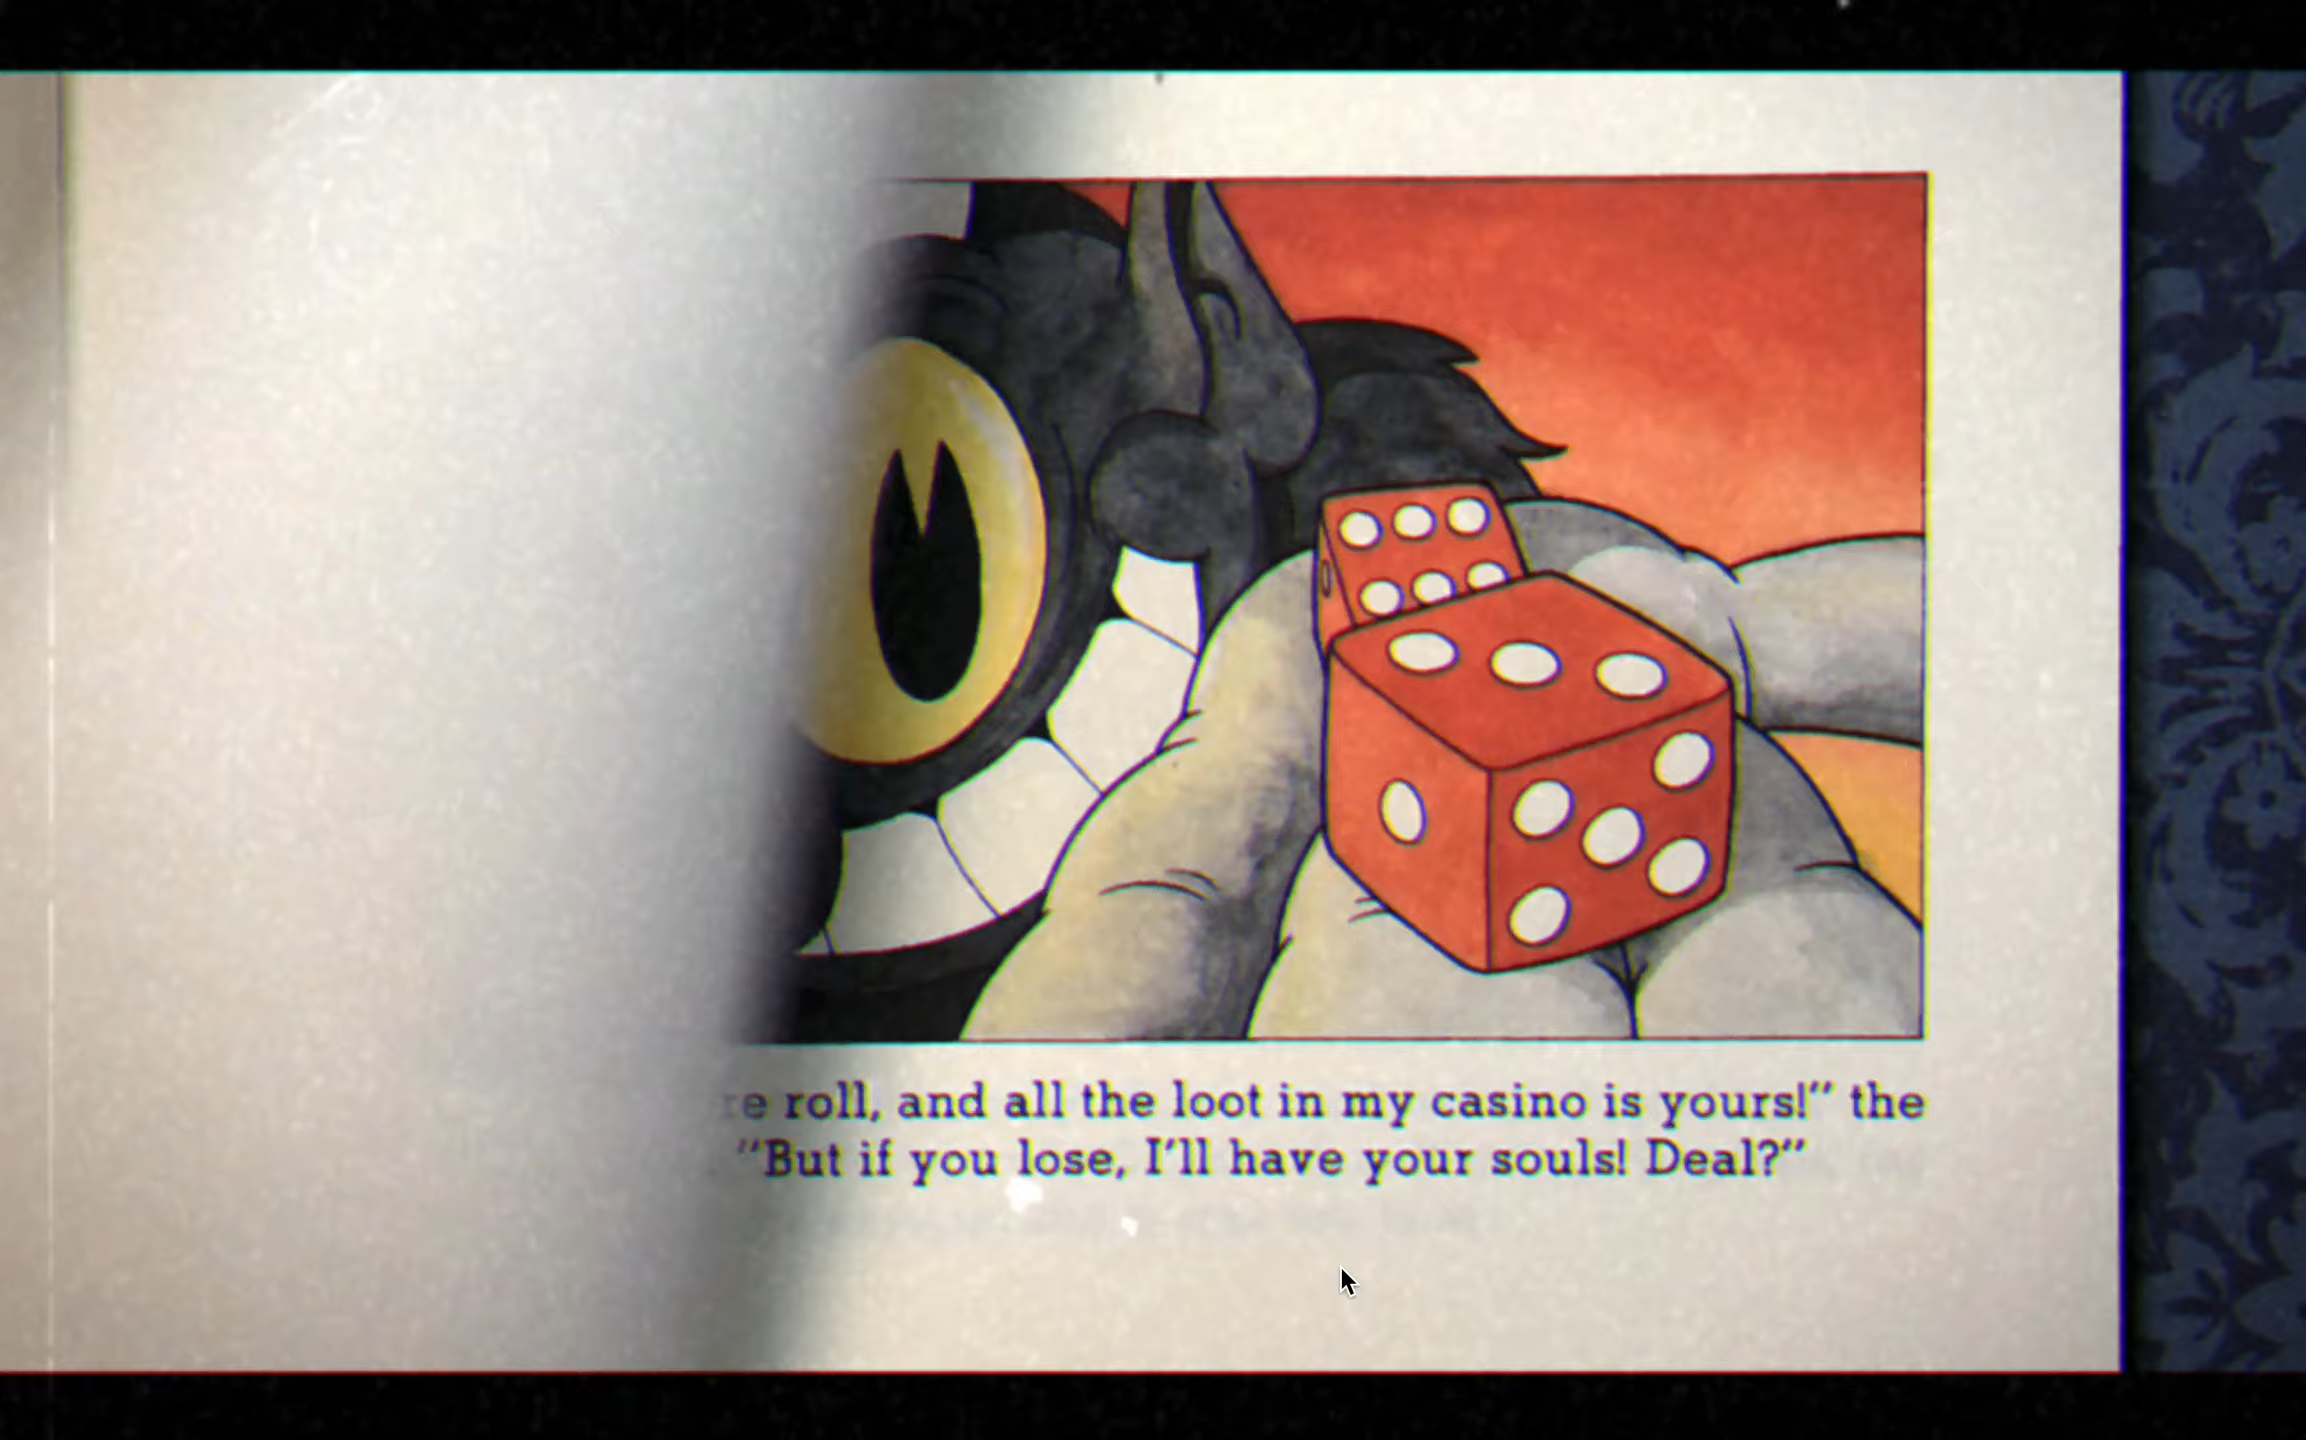 roll, and all the loot in my casino is yours!” the
“But if you lose, I’ll have your souls! Deal?”